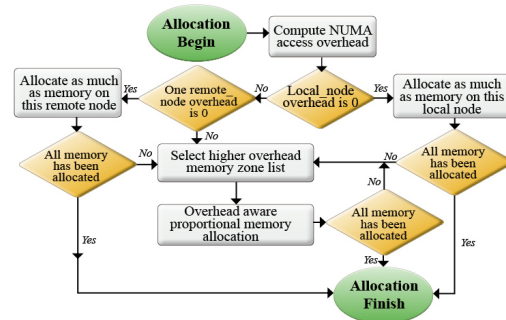 Allocation
Begin
Compute NUMA
access overhead
Allocate as much
as memory on
this remote node
Yes
One remote_
node overhead
is 0
No
Local_node
overhead is 0
Yes
Allocate as much
as memory on this
local node
No
All memory
has been
allocated
No
Select higher overhead
memory zone list
No
All memory
has been
allocated
No
Overhead aware
proportional memory
allocation
All memory
has been
allocated
Yes
Yes
Yes
Allocation
Finish